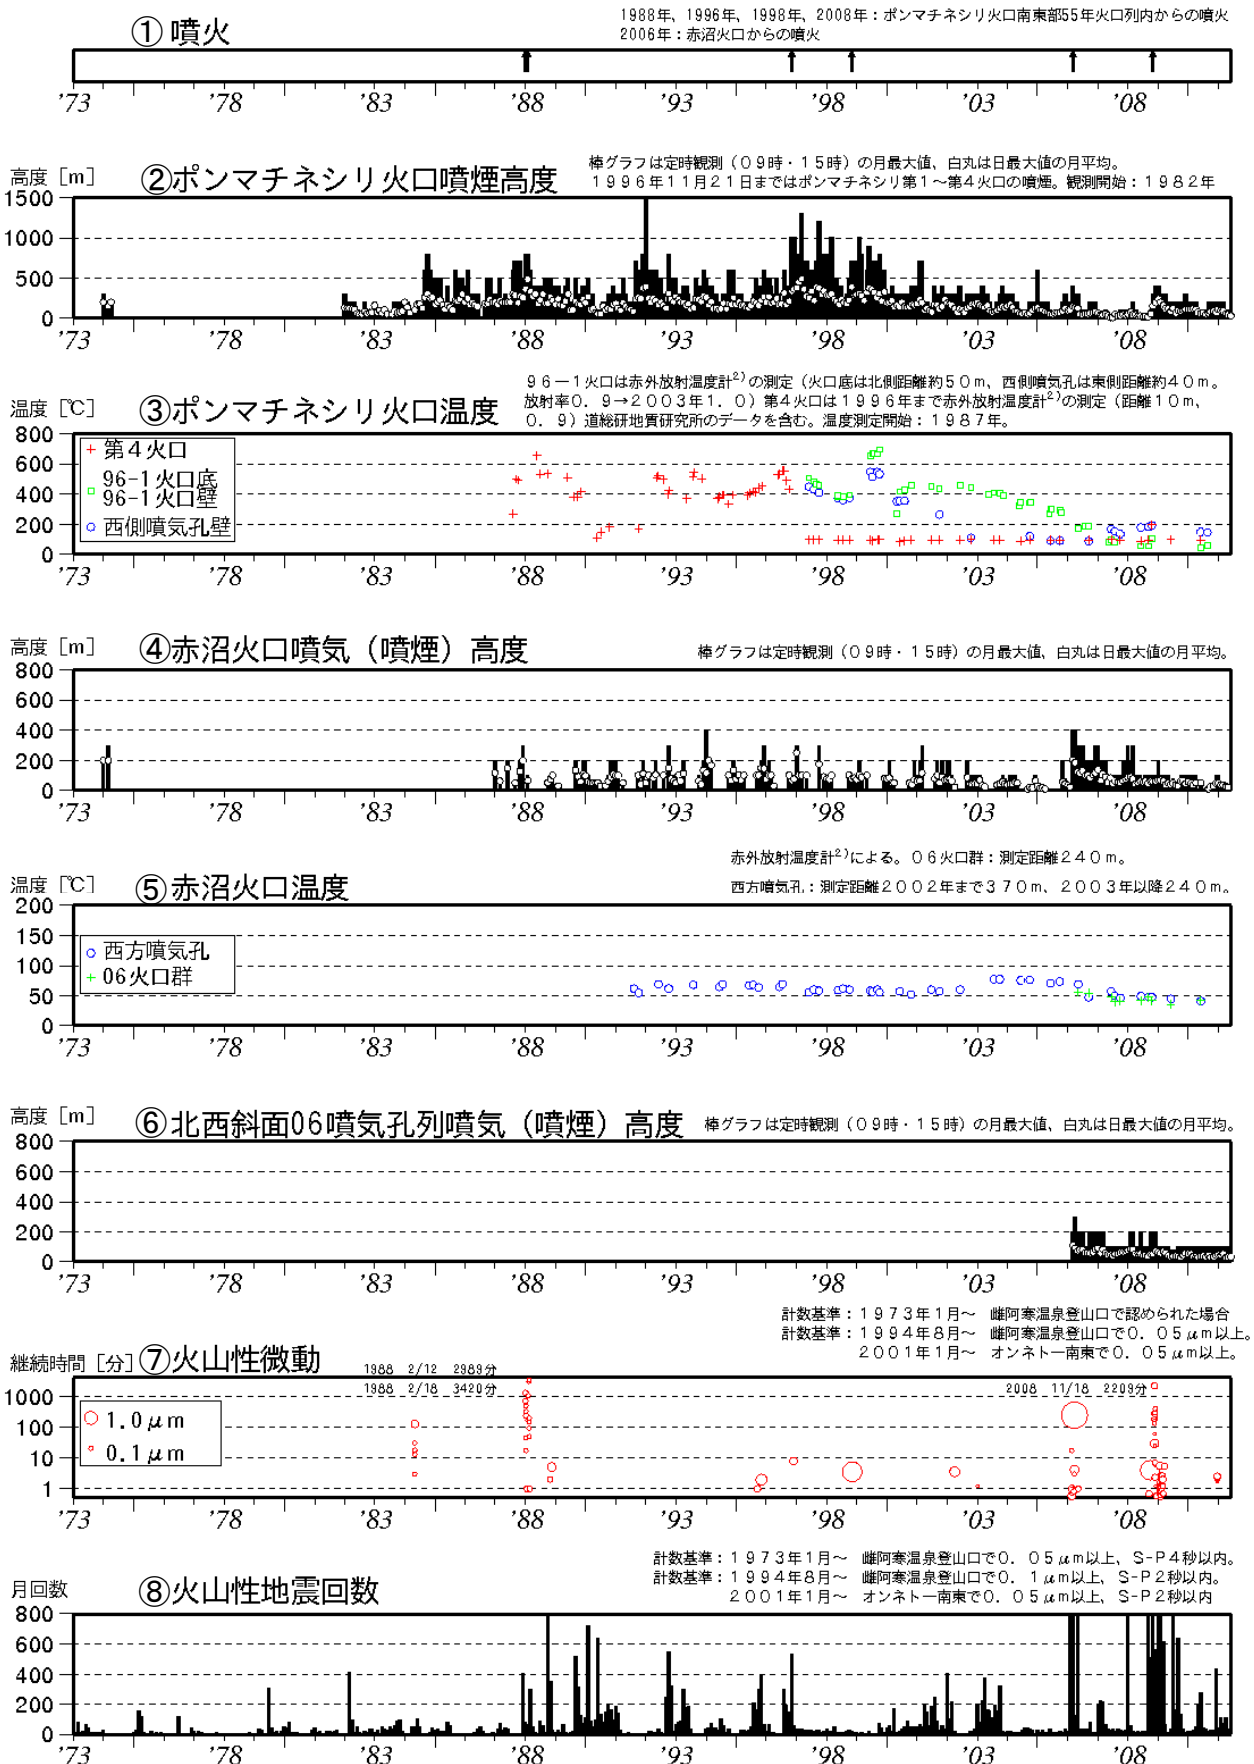 ① 噴火
1988年、1996年、1998年、2008年：ポンマチネシリ火口南東部55年火口列内からの噴火
2006年：赤沼火口からの噴火
'73 '78 '83 '88 '93 '98 '03 '08
高度［m］
②ポンマチネシリ火口噴煙高度
棒グラフは定時観測（０９時・１５時）の月最大値、白丸は日最大値の月平均。
１９９６年１１月２１日まではポンマチネシリ第１～第４火口の噴煙。観測開始：１９８２年
1500
1000
500
0
'73 '78 '83 '88 '93 '98 '03 '08
温度［℃］
③ポンマチネシリ火口温度
９６－１火口は赤外放射温度計²⁾の測定（火口底は北側距離約５０ｍ、西側噴気孔は東側距離約４０ｍ。
放射率０．９→２００３年１．０）第４火口は１９９６年まで赤外放射温度計²⁾の測定（距離１０ｍ、
０．９）道総研地質研究所のデータを含む。温度測定開始：１９８７年。
800
600
400
200
0
+ 第４火口
96-1火口底
96-1火口壁
西側噴気孔壁
'73 '78 '83 '88 '93 '98 '03 '08
高度［m］
④赤沼火口噴気（噴煙）高度
棒グラフは定時観測（０９時・１５時）の月最大値、白丸は日最大値の月平均。
800
600
400
200
0
'73 '78 '83 '88 '93 '98 '03 '08
赤外放射温度計²⁾による。０６火口群：測定距離２４０ｍ。
温度［℃］
⑤赤沼火口温度
西方噴気孔：測定距離２００２年まで３７０ｍ、２００３年以降２４０ｍ。
200
150
100
50
0
西方噴気孔
+ 06火口群
'73 '78 '83 '88 '93 '98 '03 '08
高度［m］
⑥北西斜面06噴気孔列噴気（噴煙）高度
棒グラフは定時観測（０９時・１５時）の月最大値、白丸は日最大値の月平均。
800
600
400
200
0
'73 '78 '83 '88 '93 '98 '03 '08
計数基準：１９７３年１月～　雌阿寒温泉登山口で認められた場合
計数基準：１９９４年８月～　雌阿寒温泉登山口で０．０５μm以上。
２００１年１月～　オンネトー南東で０．０５μm以上。
継続時間［分］
⑦火山性微動
1988 2/12 2989分
1988 2/18 3420分
2008 11/18 2209分
1000
100
10
1
1.0μm
0.1μm
'73 '78 '83 '88 '93 '98 '03 '08
計数基準：１９７３年１月～　雌阿寒温泉登山口で０．０５μm以上、S-P４秒以内。
計数基準：１９９４年８月～　雌阿寒温泉登山口で０．１μm以上、S-P２秒以内。
２００１年１月～　オンネトー南東で０．０５μm以上、S-P２秒以内
月回数
⑧火山性地震回数
800
600
400
200
0
'73 '78 '83 '88 '93 '98 '03 '08